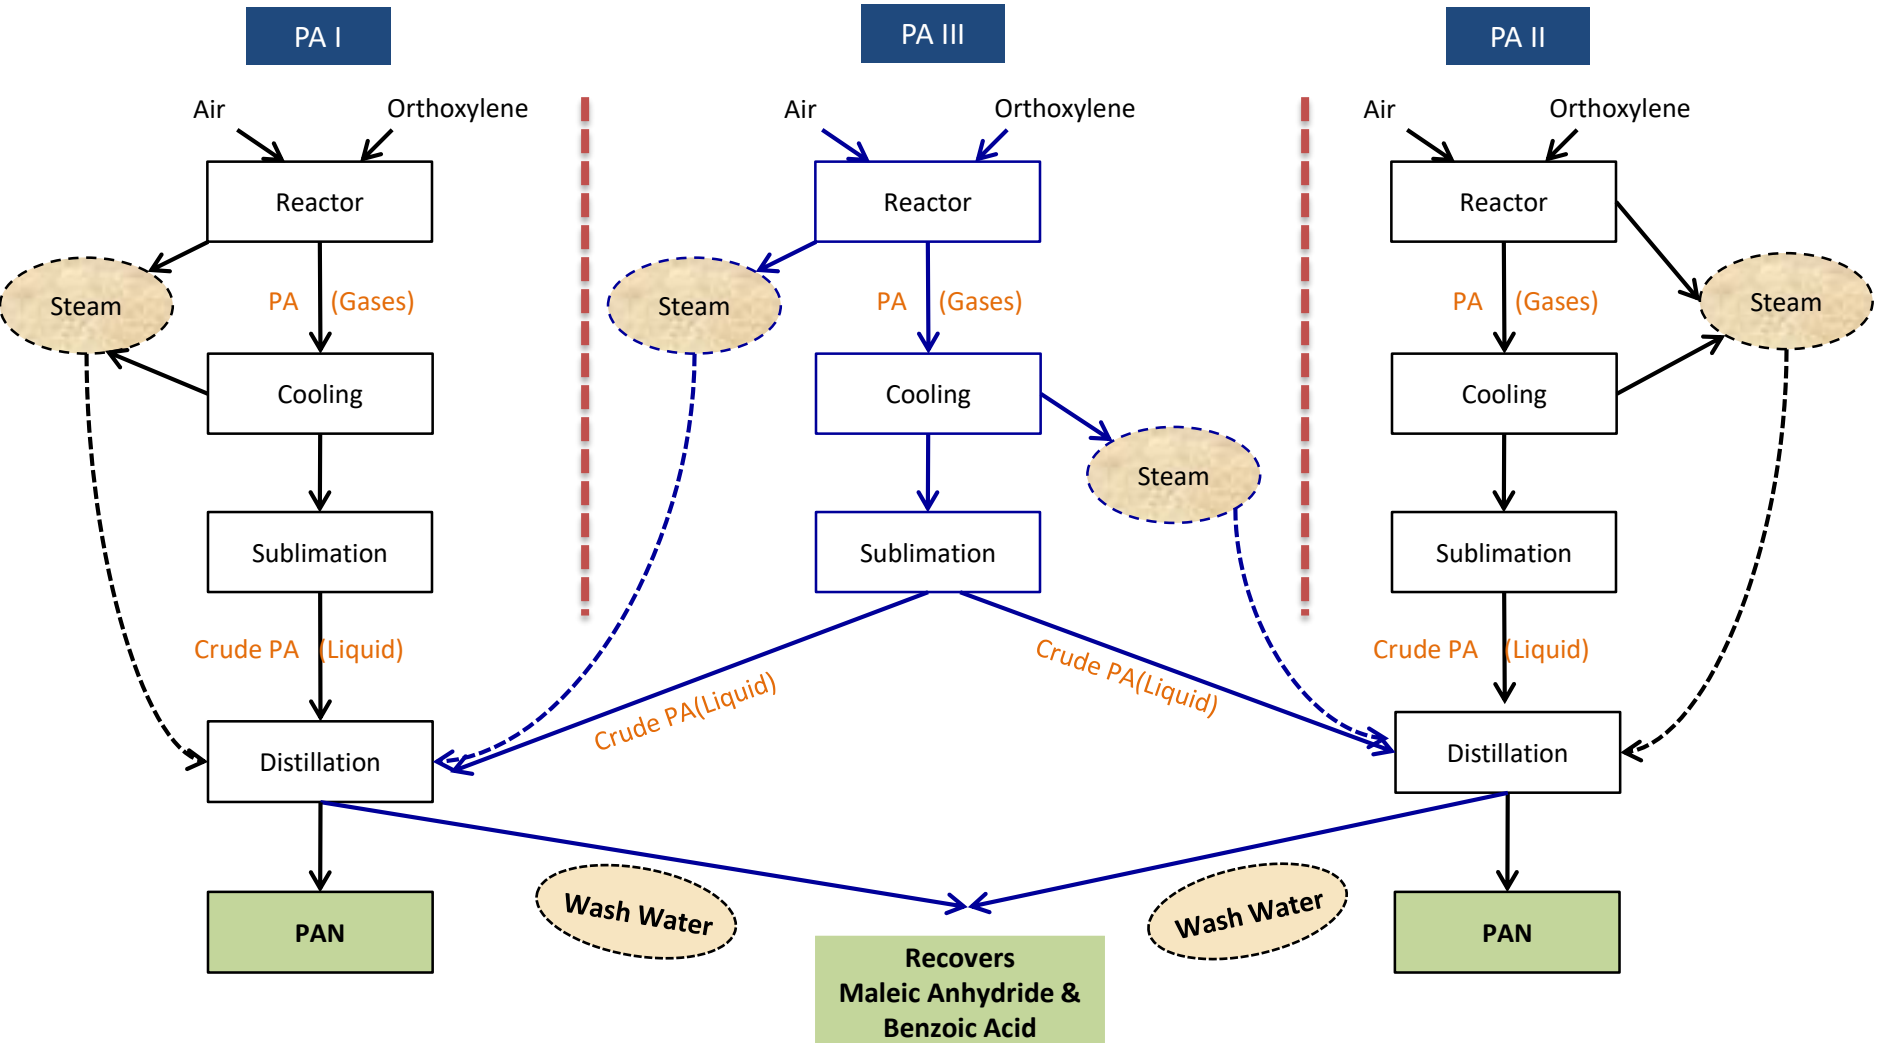 PA I
PA III
PA II
Air
Orthoxylene
Air
Orthoxylene
Air
Orthoxylene
Reactor
Reactor
Reactor
Steam
PA (Gases)
Steam
PA (Gases)
PA (Gases)
Steam
Cooling
Cooling
Cooling
Steam
Sublimation
Sublimation
Sublimation
Crude PA (Liquid)
Crude PA(Liquid)
Crude PA(Liquid)
Crude PA (Liquid)
Distillation
Distillation
Wash Water
Wash Water
PAN
PAN
Recovers
Maleic Anhydride &
Benzoic Acid